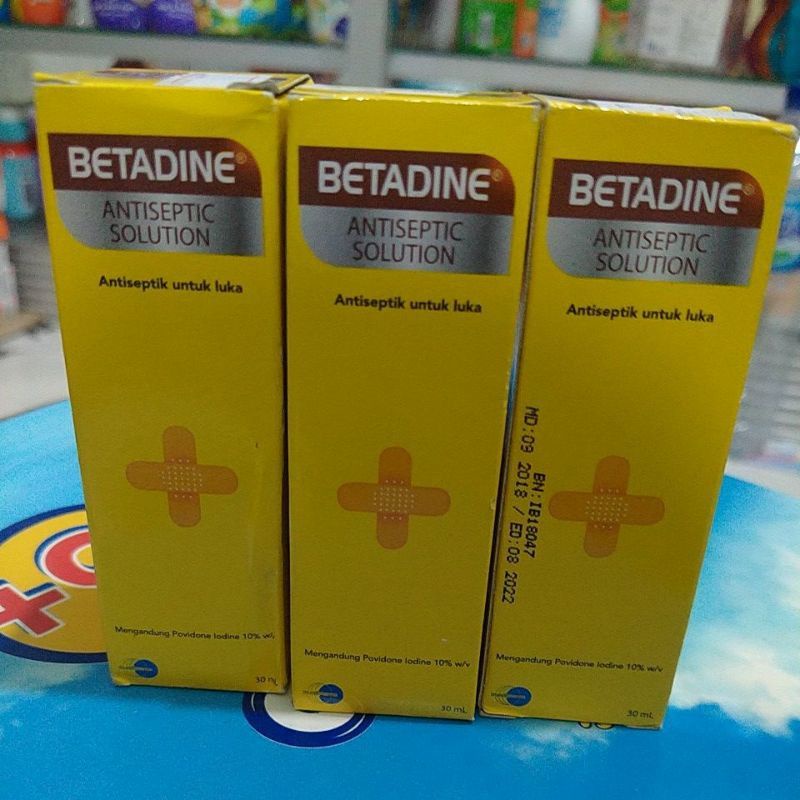 BETADINE®
ANTISEPTIC
SOLUTION
Antiseptik untuk luka
Mengandung Povidone Iodine 10% w/v
30 mL
BETADINE®
ANTISEPTIC
SOLUTION
Antiseptik untuk luka
Mengandung Povidone Iodine 10% w/v
30 mL
BETADINE®
ANTISEPTIC
SOLUTION
Antiseptik untuk luka
BN:IB18047
MD:09 2018 / ED:08 2022
Mengandung Povidone Iodine 10% w/v
30 mL